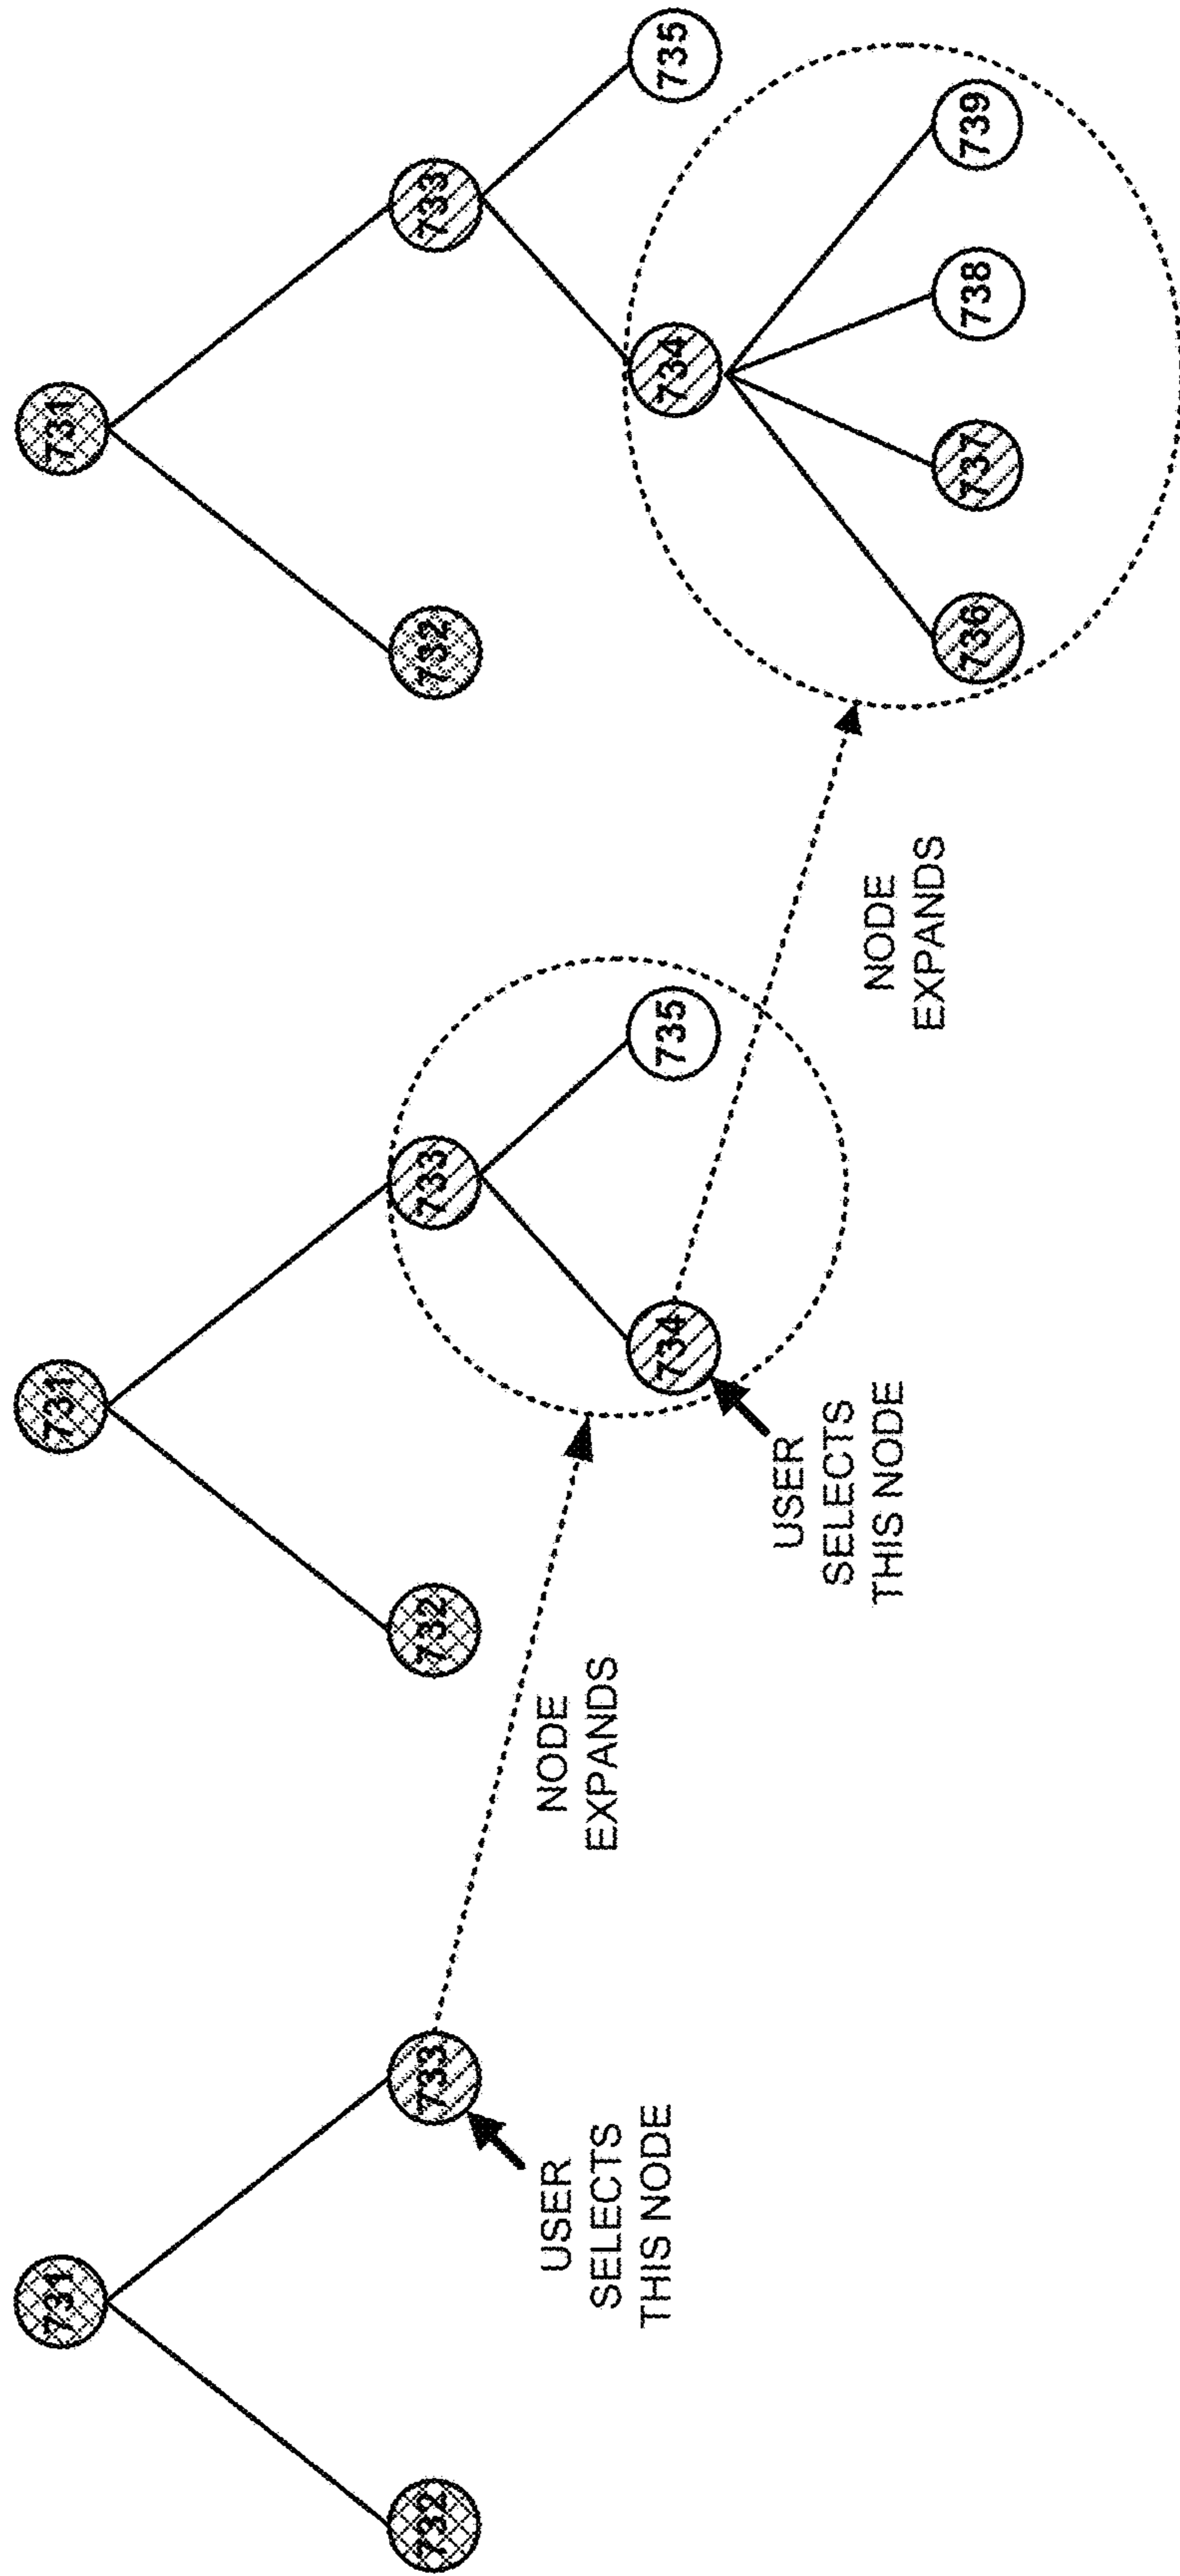 731
732
733
USER
SELECTS
THIS NODE
NODE
EXPANDS
731
732
733
734
735
USER
SELECTS
THIS NODE
NODE
EXPANDS
731
732
733
734
735
736
737
738
739